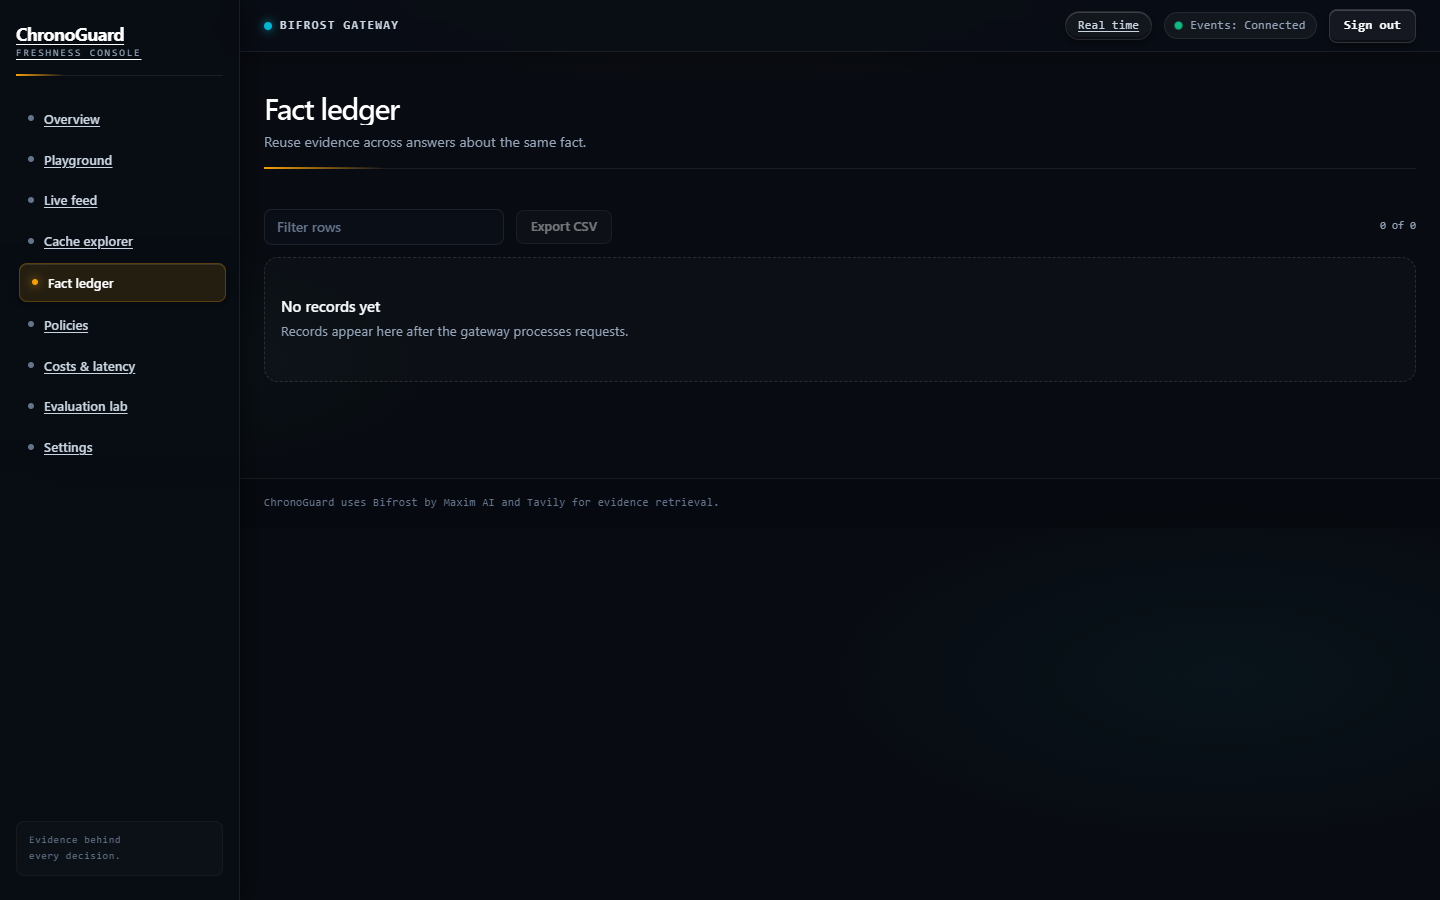 ChronoGuard
FRESHNESS CONSOLE
Overview
Playground
Live feed
Cache explorer
Fact ledger
Policies
Costs & latency
Evaluation lab
Settings
Evidence behind
every decision.
BIFROST GATEWAY
Real time
Events: Connected
Sign out
Fact ledger
Reuse evidence across answers about the same fact.
Filter rows
Export CSV
0 of 0
No records yet
Records appear here after the gateway processes requests.
ChronoGuard uses Bifrost by Maxim AI and Tavily for evidence retrieval.